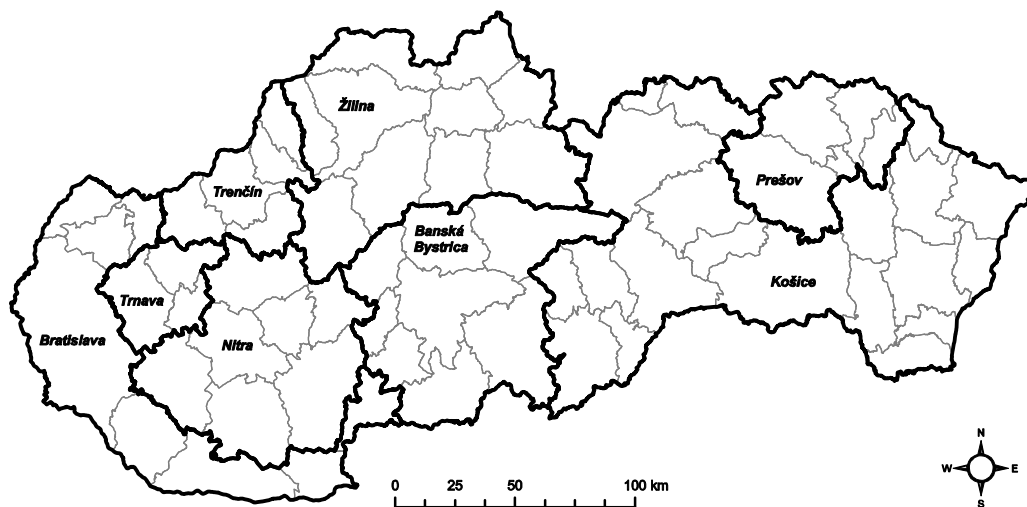 Žilina
Trenčín
Prešov
Banská
Bystrica
Košice
Trnava
Bratislava
Nitra
N
W
E
S
0 25 50 100 km